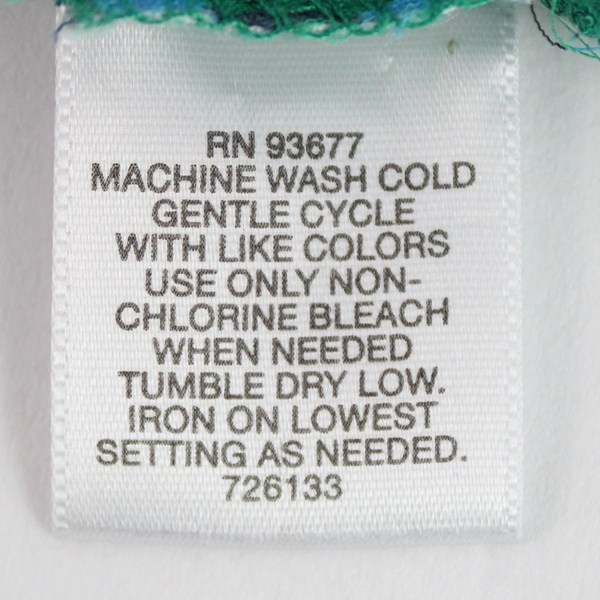 RN 93677
MACHINE WASH COLD
GENTLE CYCLE
WITH LIKE COLORS
USE ONLY NON-
CHLORINE BLEACH
WHEN NEEDED
TUMBLE DRY LOW.
IRON ON LOWEST
SETTING AS NEEDED.
726133